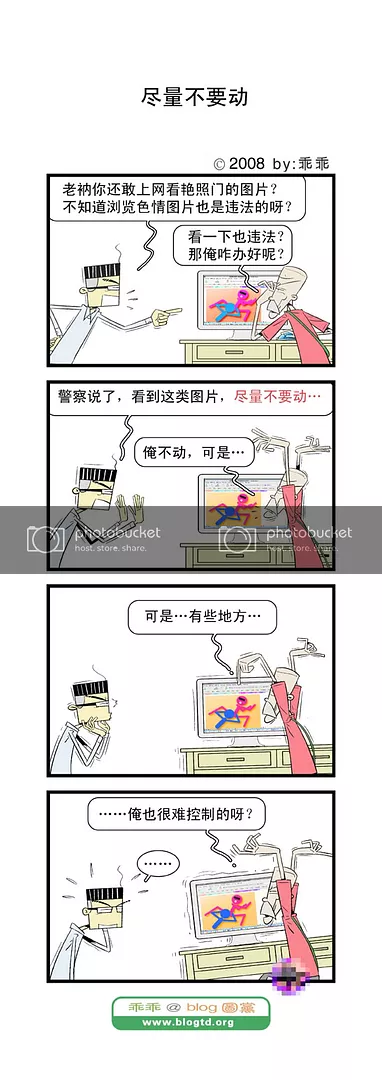 尽量不要动
© 2008 by:乖乖
老衲你还敢上网看艳照门的图片?
不知道浏览色情图片也是违法的呀?
看一下也违法?
那俺咋办好呢?
警察说了，看到这类图片，尽量不要动…
俺不动，可是…
photobucket
host. store. share.
photobucket
host. store. share.
可是…有些地方…
……俺也很难控制的呀?
……
乖乖 @ blog 圖黨
www.blogtd.org